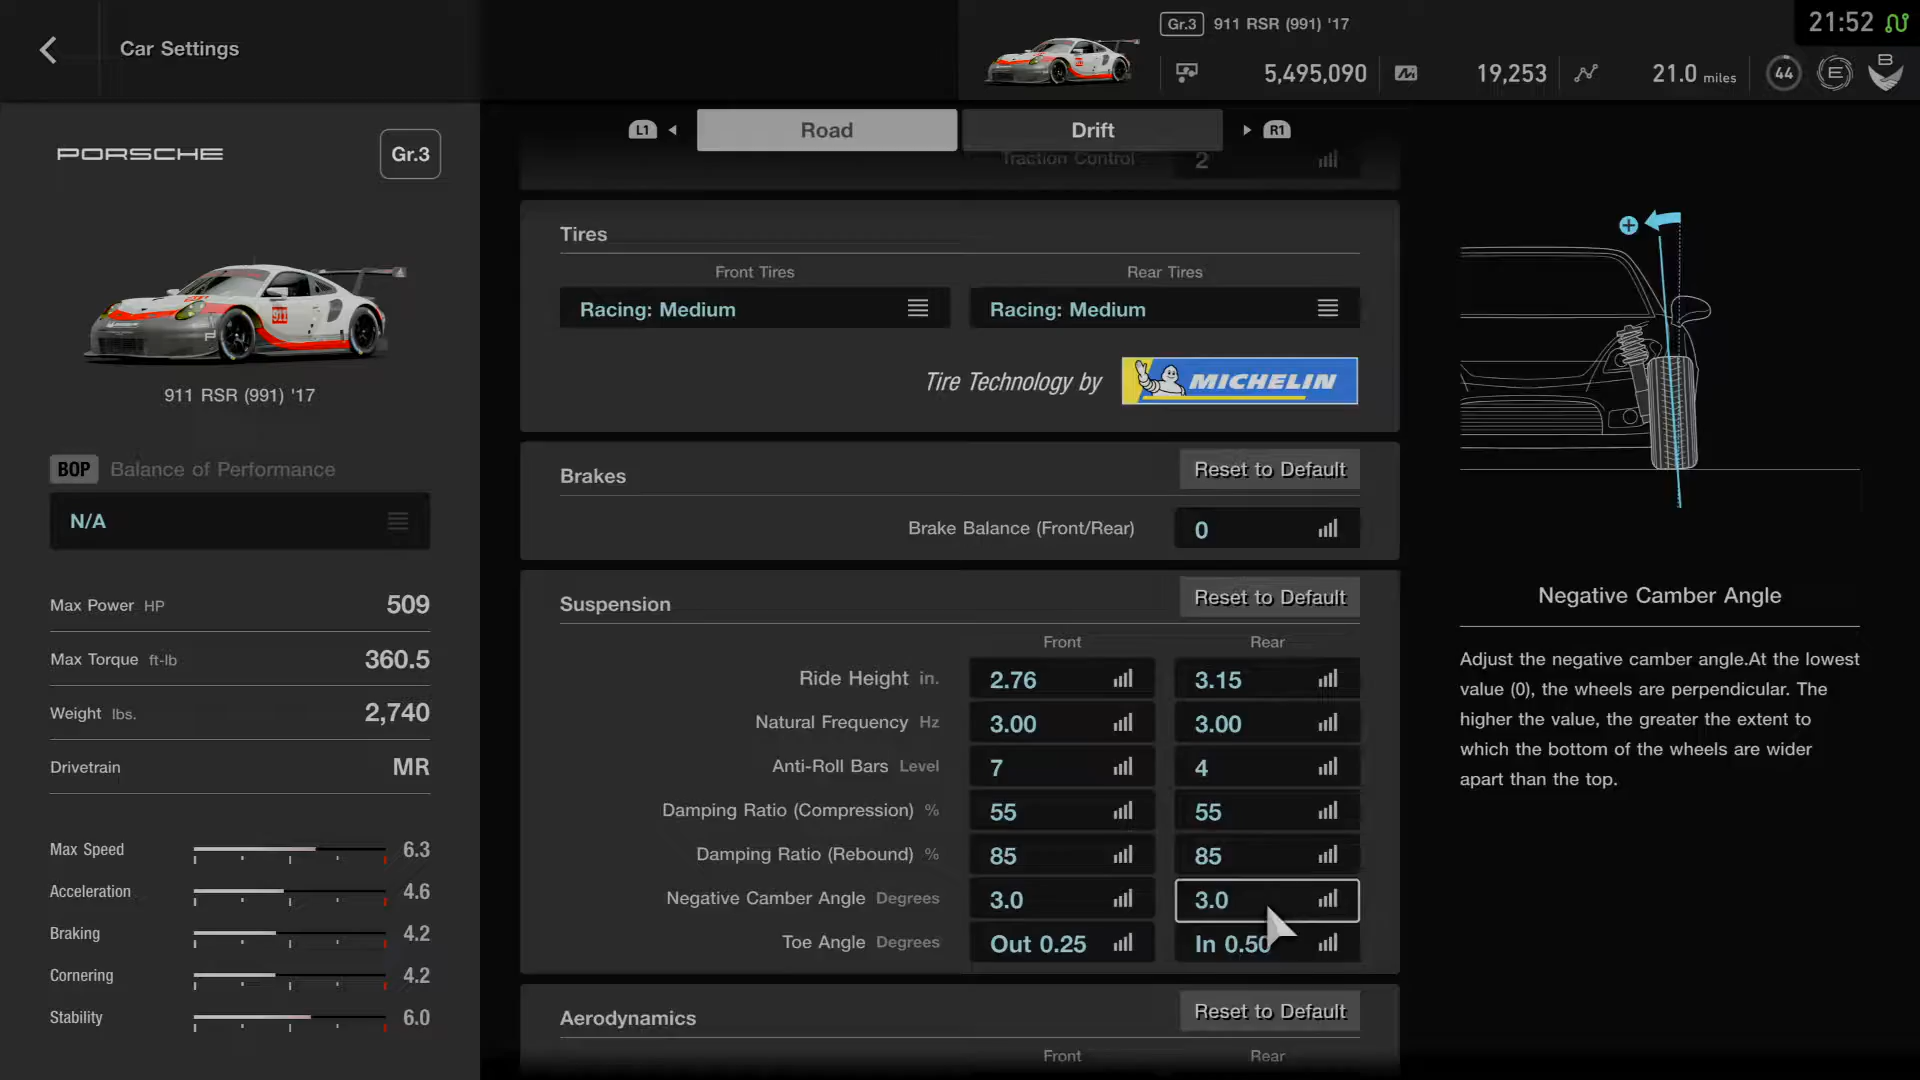 Car Settings
Gr.3 911 RSR (991) '17
21:52
5,495,090
19,253
21.0 miles
44
E
B
PORSCHE
Gr.3
911
911 RSR (991) '17
BOP Balance of Performance
N/A
Max Power HP 509
Max Torque ft-lb 360.5
Weight lbs. 2,740
Drivetrain MR
Max Speed 6.3
Acceleration 4.6
Braking 4.2
Cornering 4.2
Stability 6.0
L1 Road Drift R1
Traction Control 2
Tires
Front Tires Rear Tires
Racing: Medium Racing: Medium
Tire Technology by MICHELIN
Brakes Reset to Default
Brake Balance (Front/Rear) 0
Suspension Reset to Default
Front Rear
Ride Height in. 2.76 3.15
Natural Frequency Hz 3.00 3.00
Anti-Roll Bars Level 7 4
Damping Ratio (Compression) % 55 55
Damping Ratio (Rebound) % 85 85
Negative Camber Angle Degrees 3.0 3.0
Toe Angle Degrees Out 0.25 In 0.50
Aerodynamics Reset to Default
Front Rear
Negative Camber Angle
Adjust the negative camber angle.At the lowest
value (0), the wheels are perpendicular. The
higher the value, the greater the extent to
which the bottom of the wheels are wider
apart than the top.